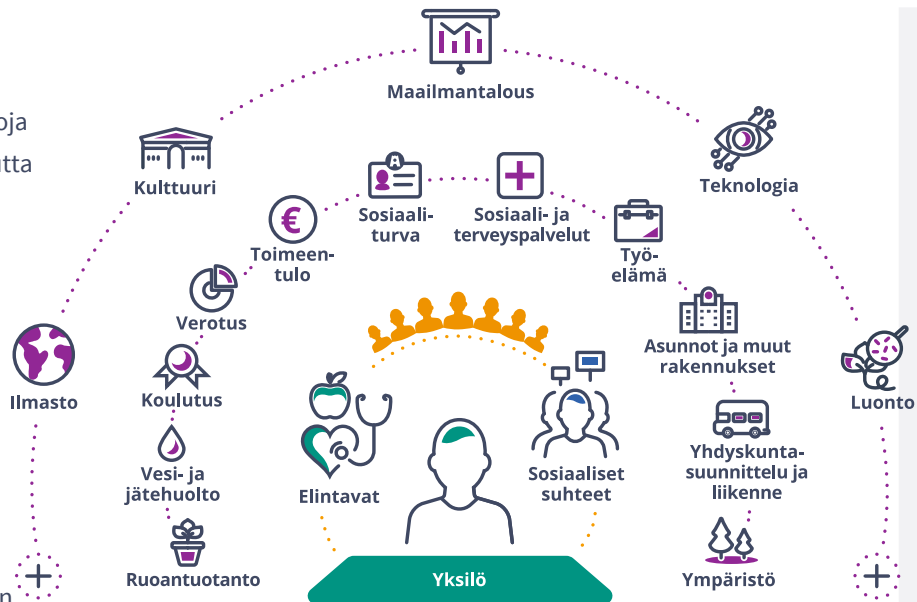 Maailmantalous
Kulttuuri
Teknologia
Sosiaali-
turva
Sosiaali- ja
terveyspalvelut
Toimeen-
tulo
€
Työ-
elämä
Verotus
Asunnot ja muut
rakennukset
Ilmasto
Koulutus
Luonto
Vesi- ja
jätehuolto
Elintavat
Sosiaaliset
suhteet
Yhdyskunta-
suunnittelu ja
liikenne
Ruoantuotanto
Yksilö
Ympäristö